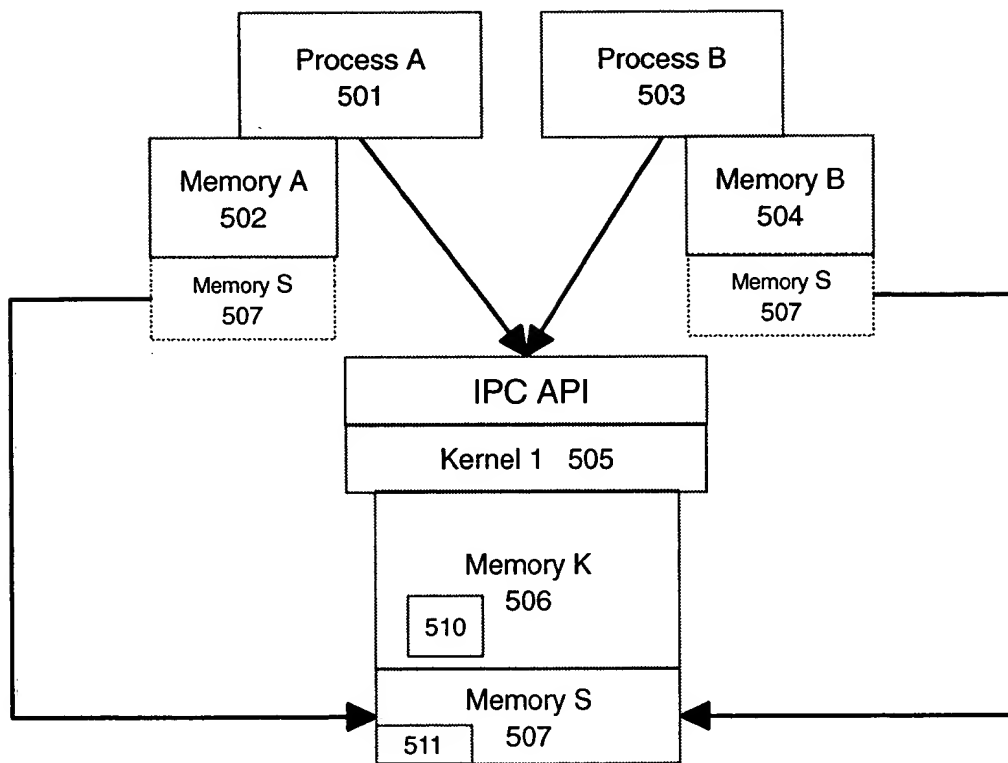 Process A
501
Process B
503
Memory A
502
Memory B
504
Memory S
507
Memory S
507
IPC API
Kernel 1 505
Memory K
506
510
Memory S
507
511